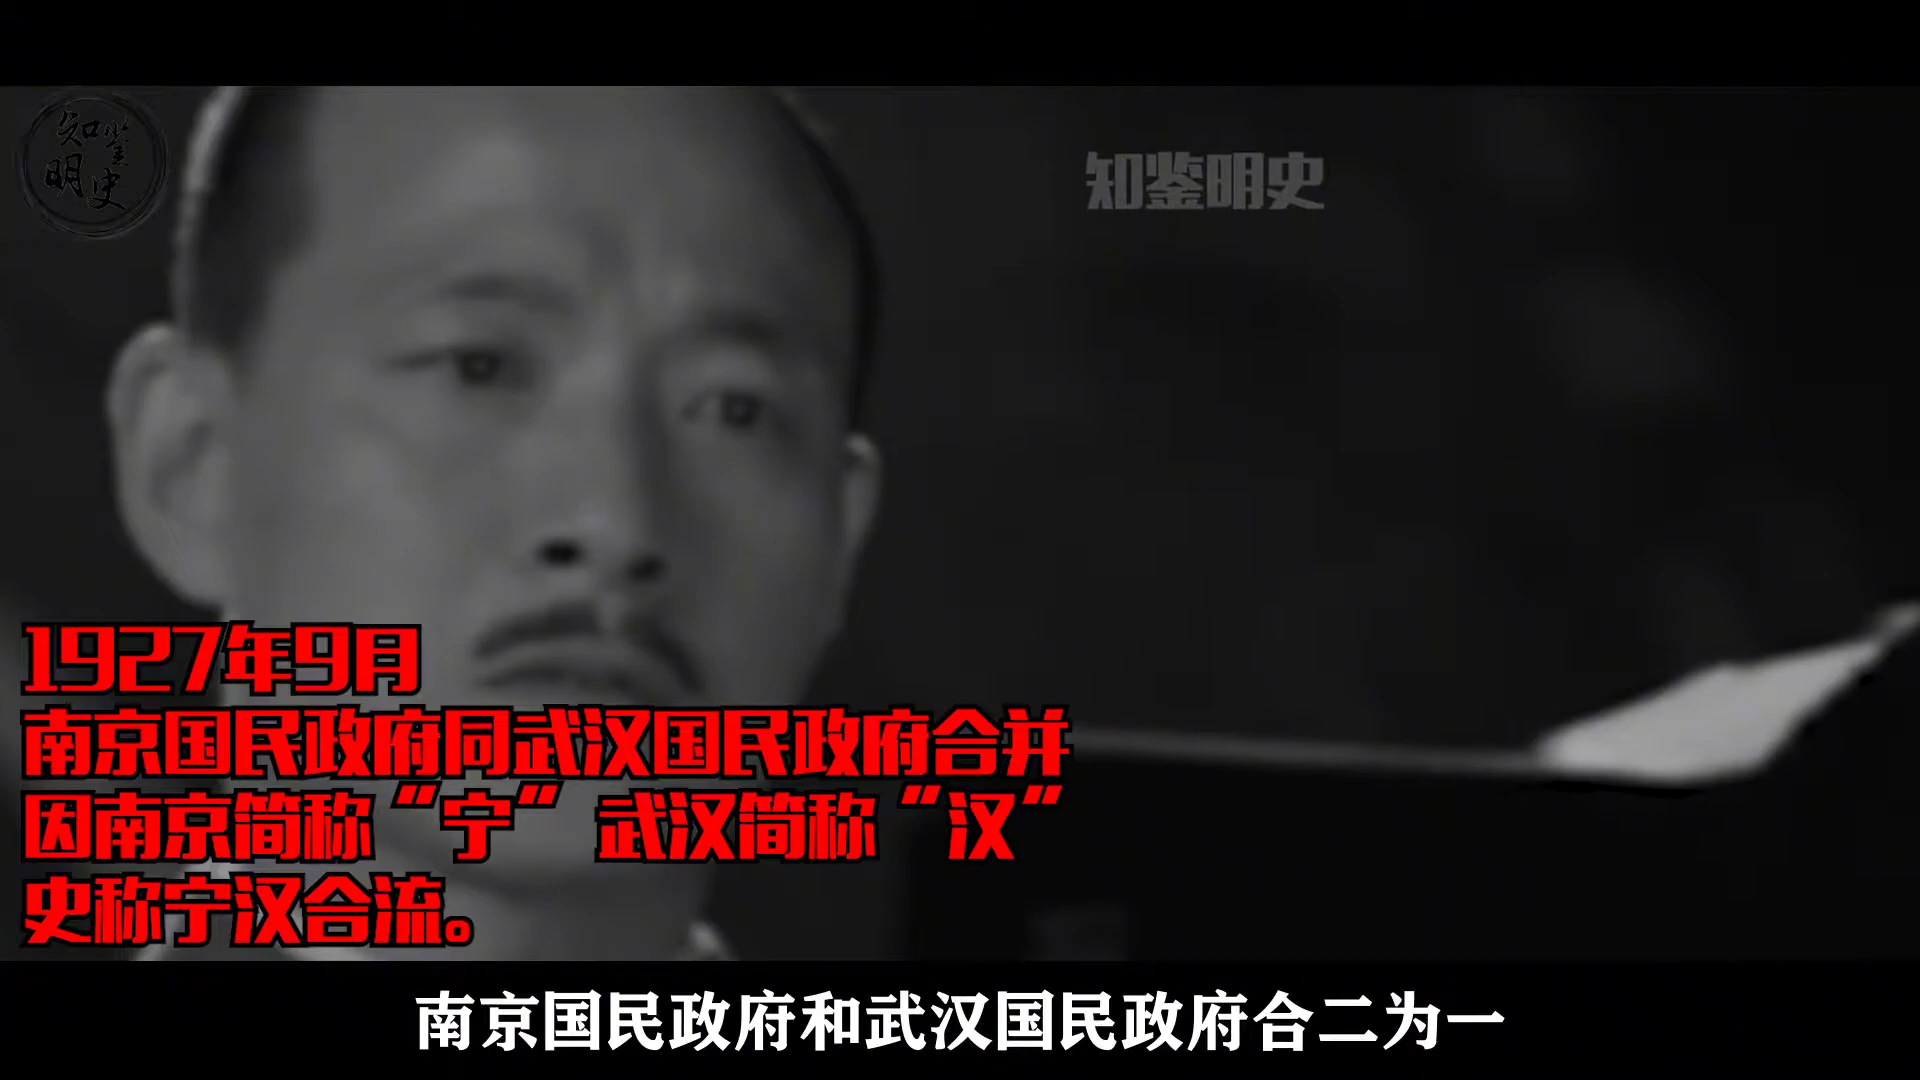 知鉴
明史
知鉴明史
1927年9月
南京国民政府同武汉国民政府合并
因南京简称“宁”武汉简称“汉”
史称宁汉合流。
南京国民政府和武汉国民政府合二为一